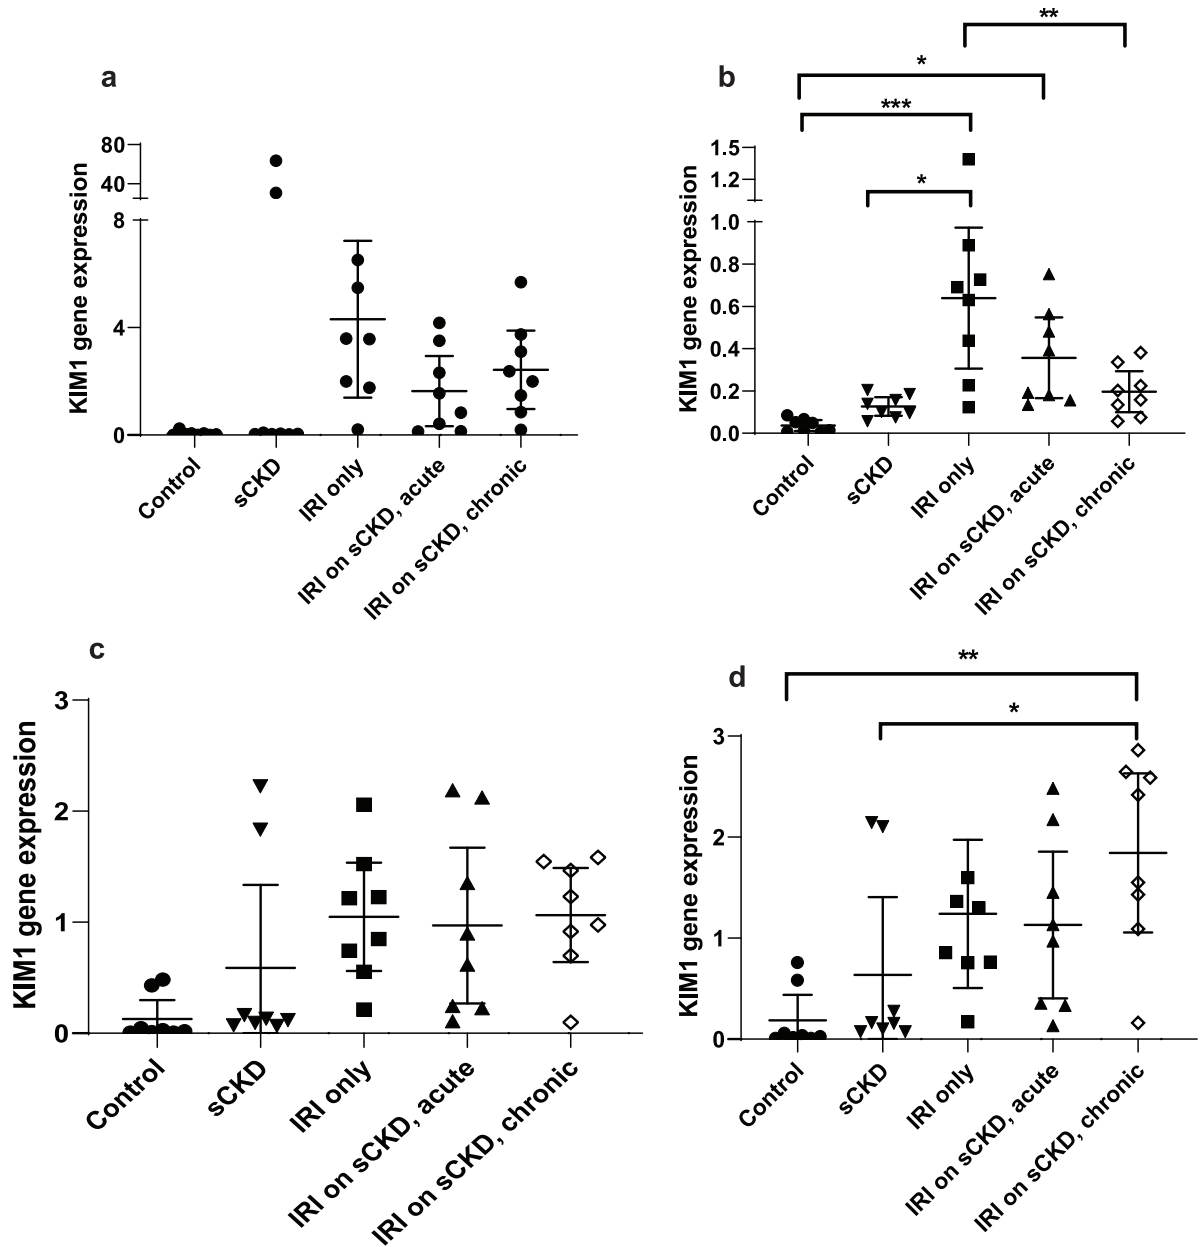 a
KIM1 gene expression
80
40
8
4
0
Control
sCKD
IRI only
IRI on sCKD, acute
IRI on sCKD, chronic
b
**
*
***
*
KIM1 gene expression
1.5
1.2
1.0
0.8
0.6
0.4
0.2
0.0
Control
sCKD
IRI only
IRI on sCKD, acute
IRI on sCKD, chronic
c
KIM1 gene expression
3
2
1
0
Control
sCKD
IRI only
IRI on sCKD, acute
IRI on sCKD, chronic
d
**
*
KIM1 gene expression
3
2
1
0
Control
sCKD
IRI only
IRI on sCKD, acute
IRI on sCKD, chronic